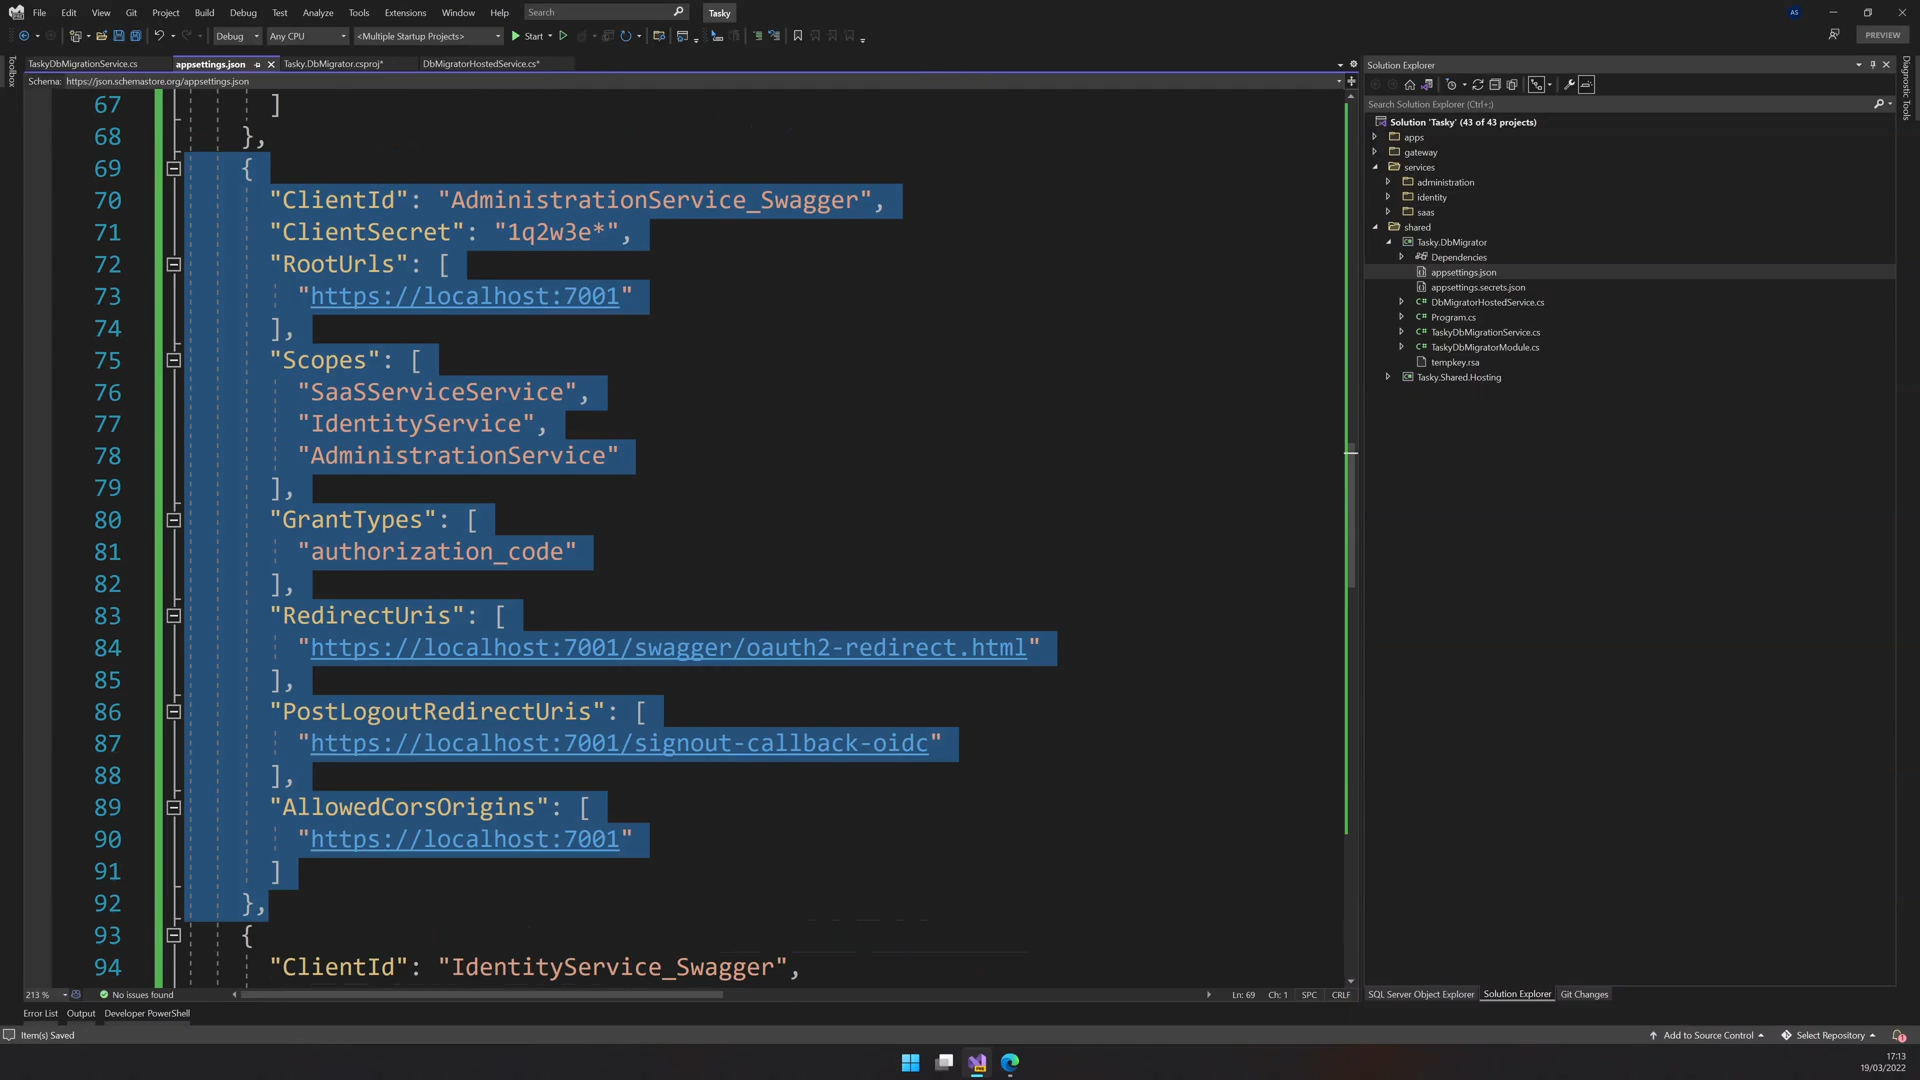 File Edit View Git Project Build Debug Test Analyze Tools Extensions Window Help Search Tasky AS
Debug Any CPU <Multiple Startup Projects> Start PREVIEW
TaskyDbMigrationService.cs appsettings.json Tasky.DbMigrator.csproj* DbMigratorHostedService.cs*
Schema: https://json.schemastore.org/appsettings.json
67 ]
68 },
69 {
70 "ClientId": "AdministrationService_Swagger",
71 "ClientSecret": "1q2w3e*",
72 "RootUrls": [
73 "https://localhost:7001"
74 ],
75 "Scopes": [
76 "SaaSServiceService",
77 "IdentityService",
78 "AdministrationService"
79 ],
80 "GrantTypes": [
81 "authorization_code"
82 ],
83 "RedirectUris": [
84 "https://localhost:7001/swagger/oauth2-redirect.html"
85 ],
86 "PostLogoutRedirectUris": [
87 "https://localhost:7001/signout-callback-oidc"
88 ],
89 "AllowedCorsOrigins": [
90 "https://localhost:7001"
91 ]
92 },
93 {
94 "ClientId": "IdentityService_Swagger",
213 % No issues found Ln: 69 Ch: 1 SPC CRLF
Error List Output Developer PowerShell
Item(s) Saved
Toolbox
Solution Explorer
Search Solution Explorer (Ctrl+;)
Solution 'Tasky' (43 of 43 projects)
apps
gateway
services
administration
identity
saas
shared
Tasky.DbMigrator
Dependencies
appsettings.json
appsettings.secrets.json
DbMigratorHostedService.cs
Program.cs
TaskyDbMigrationService.cs
TaskyDbMigratorModule.cs
tempkey.rsa
Tasky.Shared.Hosting
SQL Server Object Explorer Solution Explorer Git Changes
Diagnostic Tools
Add to Source Control Select Repository 1
17:13
19/03/2022